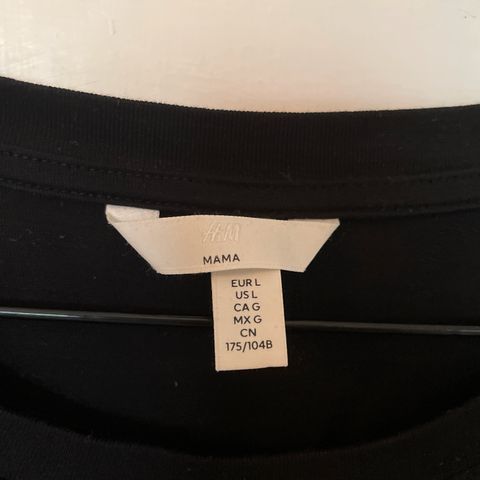 H&M
MAMA
EUR L
US L
CA G
MX G
CN
175/104B